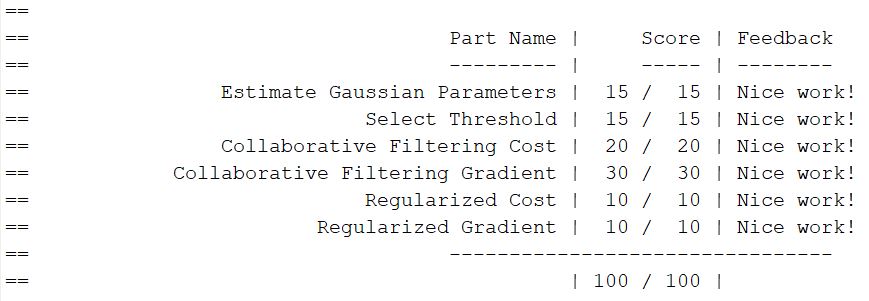 ==
==                                   Part Name |     Score | Feedback
==                                   --------- |     ----- | --------
==                Estimate Gaussian Parameters |  15 /  15 | Nice work!
==                            Select Threshold |  15 /  15 | Nice work!
==                Collaborative Filtering Cost |  20 /  20 | Nice work!
==            Collaborative Filtering Gradient |  30 /  30 | Nice work!
==                            Regularized Cost |  10 /  10 | Nice work!
==                        Regularized Gradient |  10 /  10 | Nice work!
==                                   --------------------------------
==                                             | 100 / 100 |